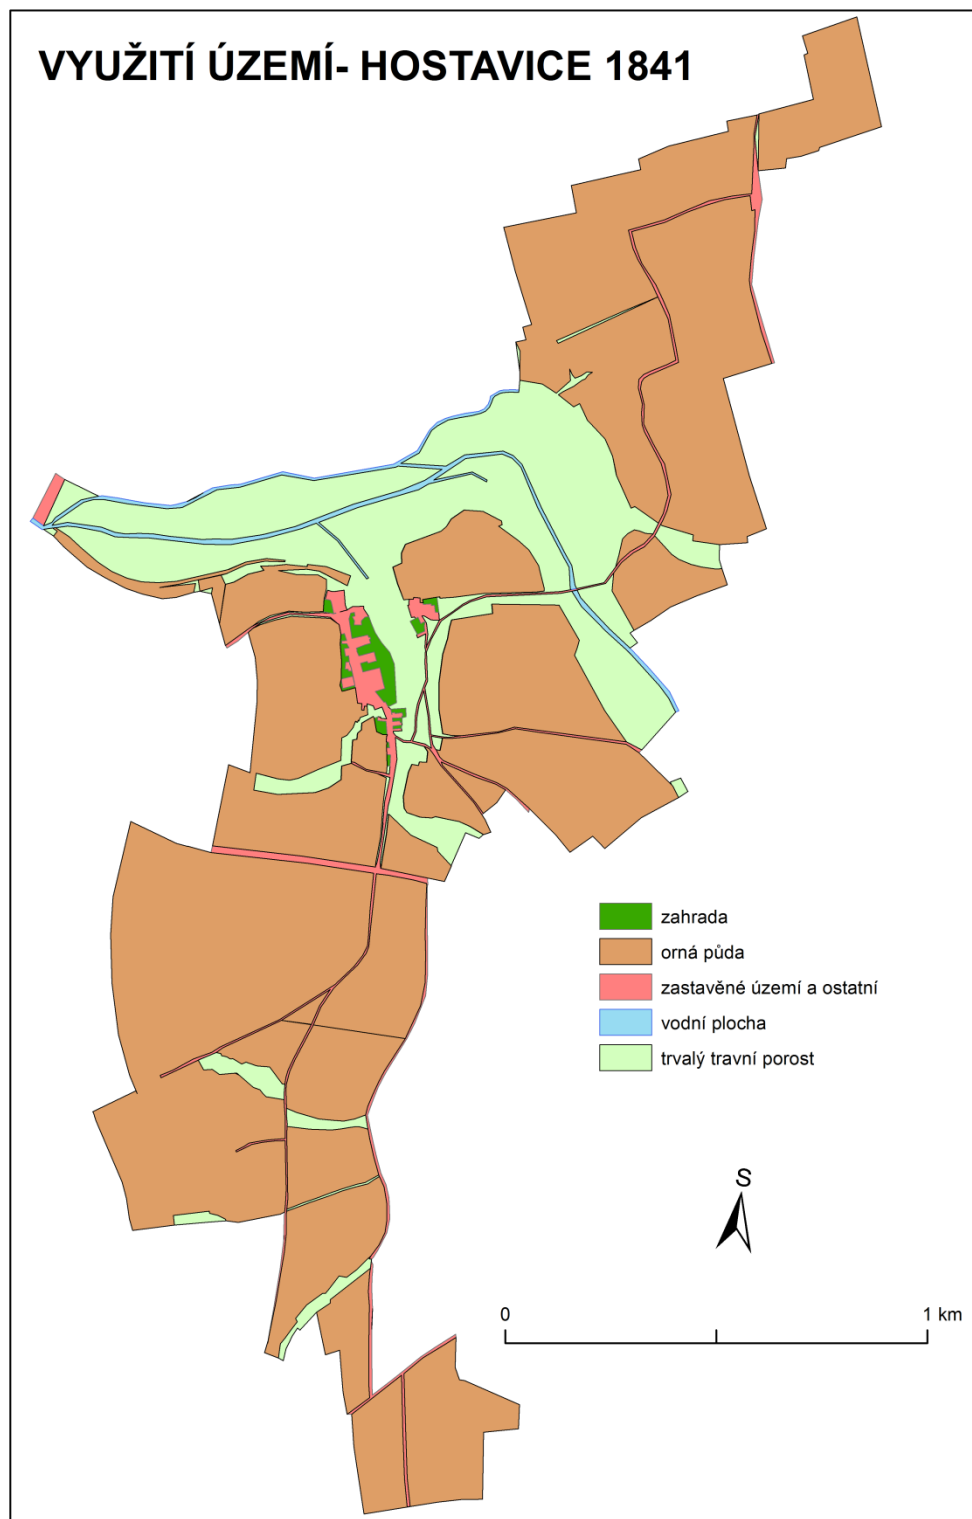 VYUŽITÍ ÚZEMÍ- HOSTAVICE 1841
zahrada
orná půda
zastavěné území a ostatní
vodní plocha
trvalý travní porost
S
0
1 km